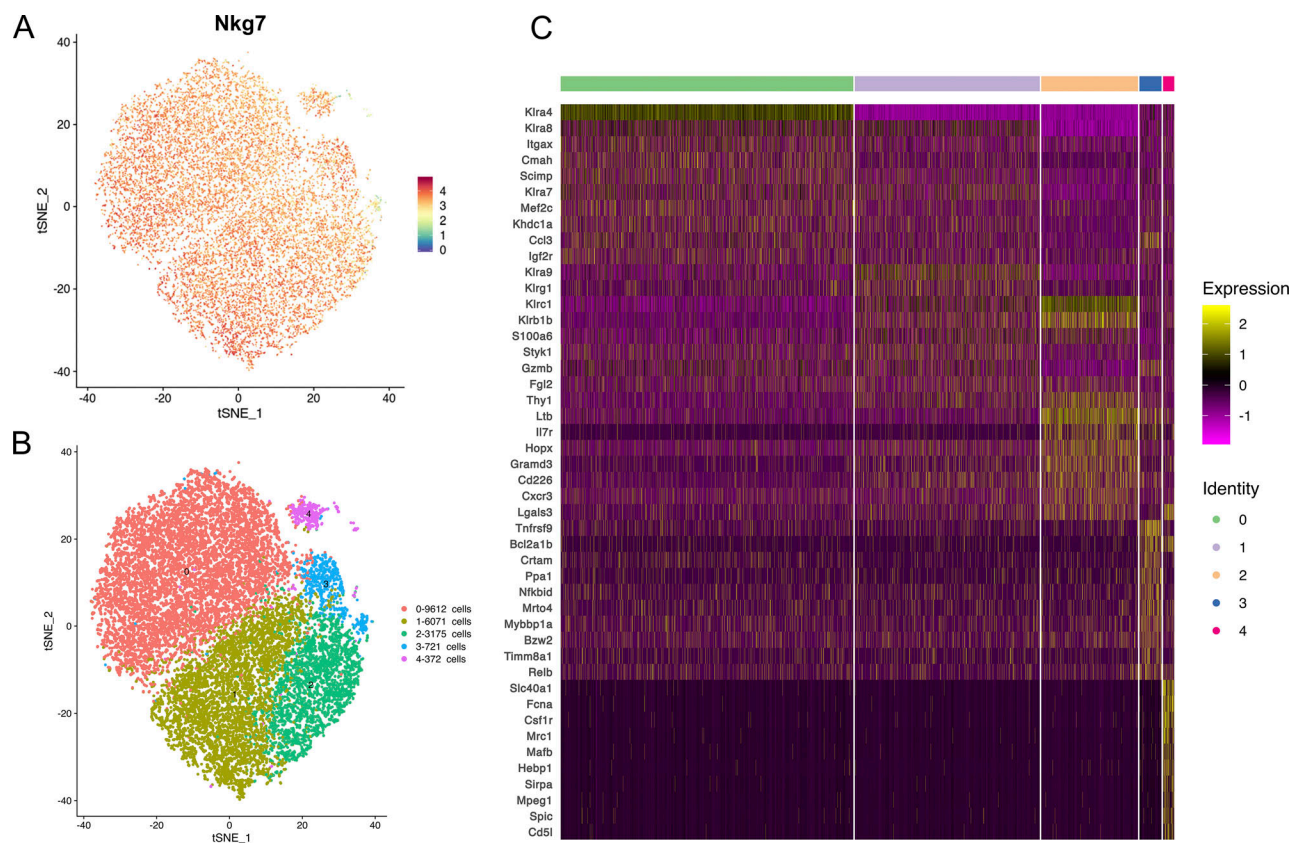 A
Nkg7
40
20
0
-20
-40
tSNE_2
-40
-20
0
20
40
tSNE_1
4
3
2
1
0
B
40
20
0
-20
-40
tSNE_2
0
1
2
3
4
-40
-20
0
20
40
tSNE_1
0-9612 cells
1-6071 cells
2-3175 cells
3-721 cells
4-372 cells
C
Klra4
Klra8
Itgax
Cmah
Scimp
Klra7
Mef2c
Khdc1a
Ccl3
Igf2r
Klra9
Klrg1
Klrc1
Klrb1b
S100a6
Styk1
Gzmb
Fgl2
Thy1
Ltb
Il7r
Hopx
Gramd3
Cd226
Cxcr3
Lgals3
Tnfrsf9
Bcl2a1b
Crtam
Ppa1
Nfkbid
Mrto4
Mybbp1a
Bzw2
Timm8a1
Relb
Slc40a1
Fcna
Csf1r
Mrc1
Mafb
Hebp1
Sirpa
Mpeg1
Spic
Cd5l
Expression
2
1
0
-1
Identity
0
1
2
3
4